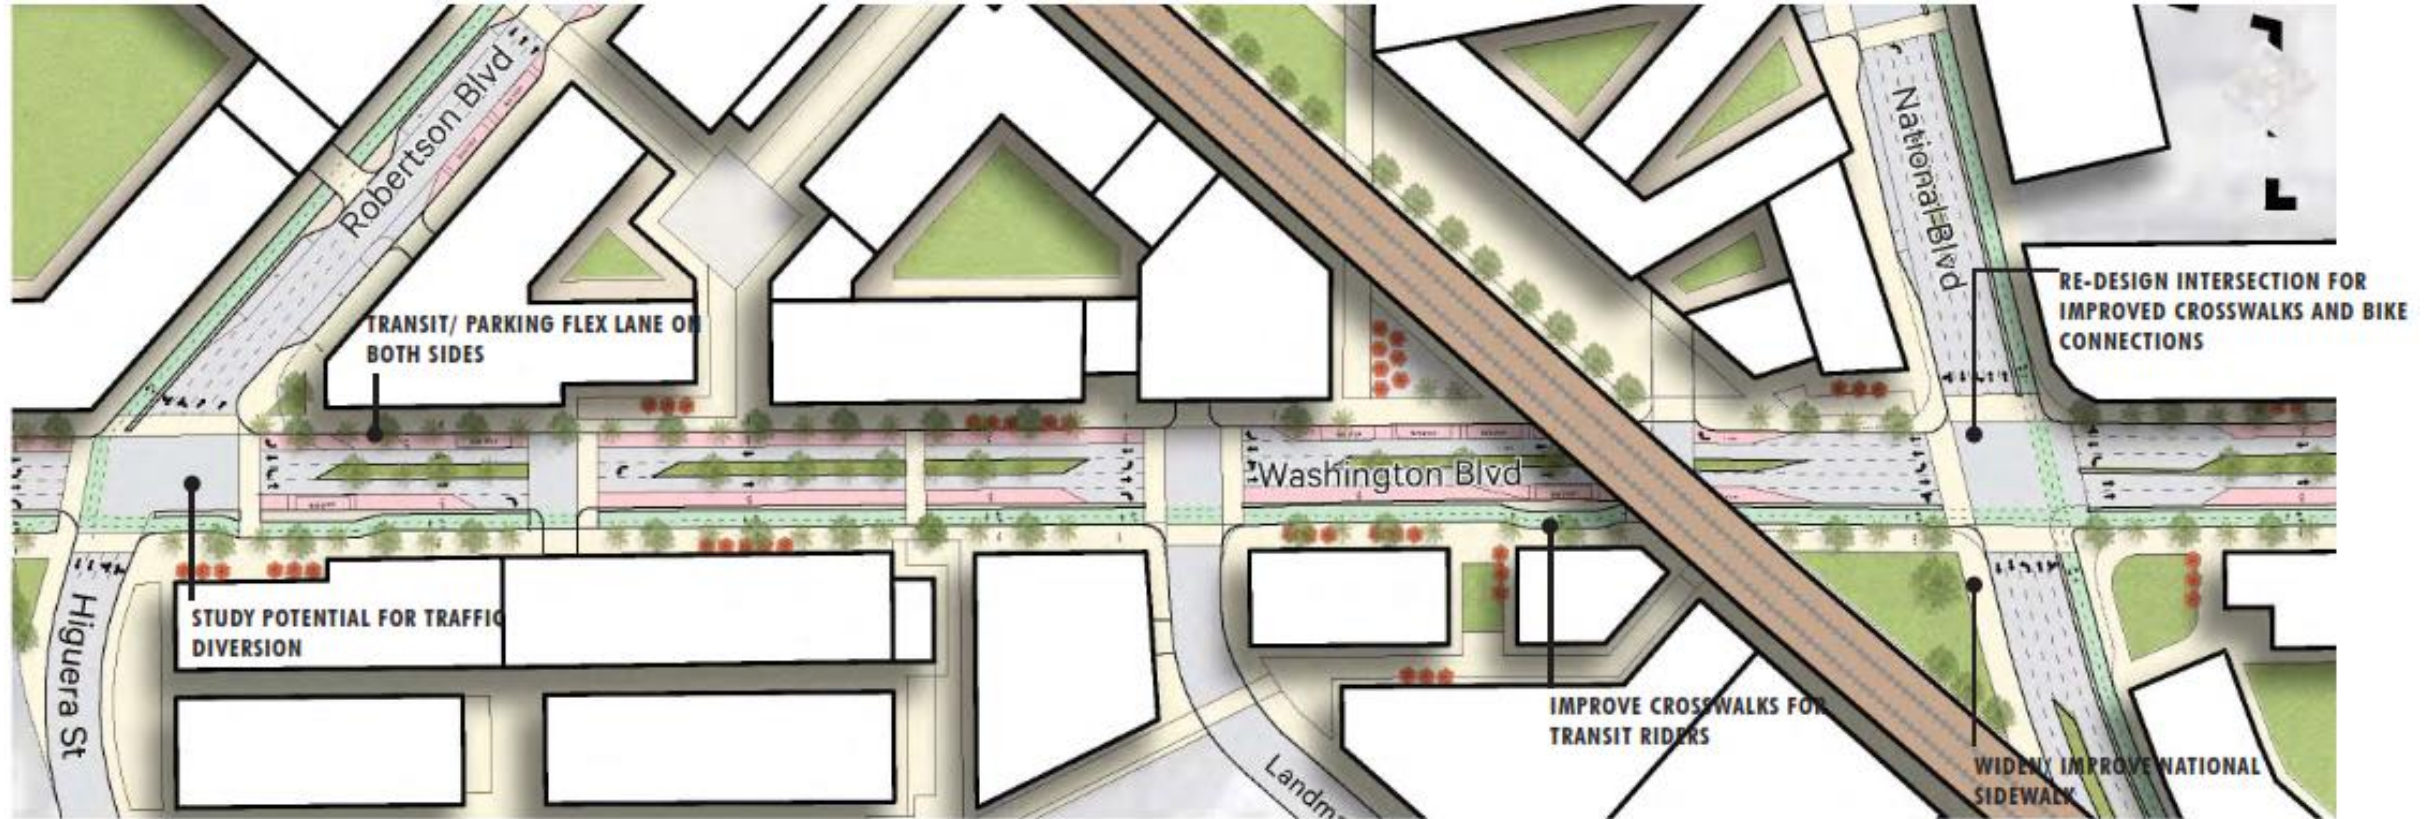 Robertson Blvd
National Blvd
RE-DESIGN INTERSECTION FOR
IMPROVED CROSSWALKS AND BIKE
CONNECTIONS
TRANSIT/ PARKING FLEX LANE ON
BOTH SIDES
Washington Blvd
STUDY POTENTIAL FOR TRAFFIC
DIVERSION
Higuera St
IMPROVE CROSSWALKS FOR
TRANSIT RIDERS
WIDEN/ IMPROVE NATIONAL
SIDEWALK
Landm